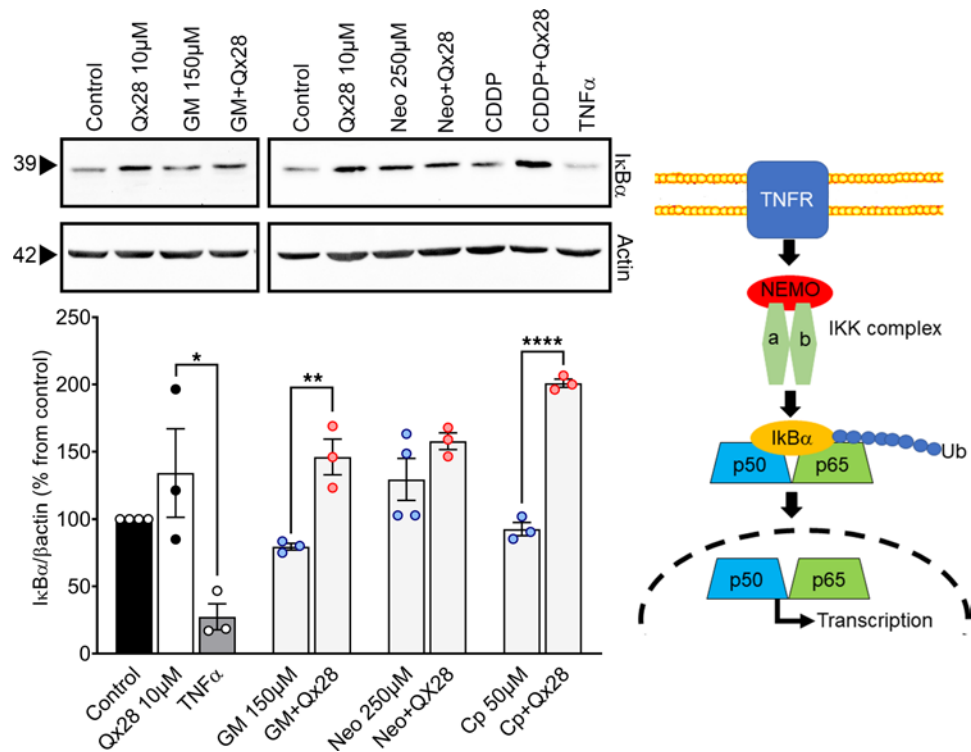 Control
Qx28 10µM
GM 150µM
GM+Qx28
Control
Qx28 10µM
Neo 250µM
Neo+Qx28
CDDP
CDDP+Qx28
TNFα
39
IκBα
42
Actin
IκBα/βactin (% from control)
250
200
150
100
50
0
*
**
****
Control
Qx28 10µM
TNFα
GM 150µM
GM+Qx28
Neo 250µM
Neo+QX28
Cp 50µM
Cp+Qx28
TNFR
NEMO
a
b
IKK complex
IkBα
p50
p65
Ub
p50
p65
Transcription